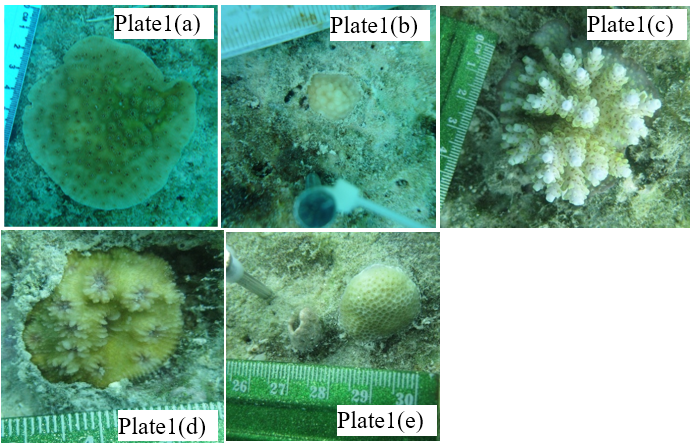 Plate1(a)
Plate1(b)
Plate1(c)
Plate1(d)
Plate1(e)
26 27 28 29 30